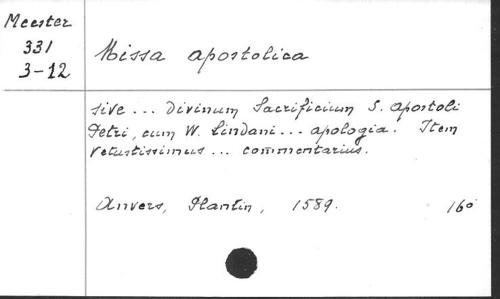 Meester
331
3-12
Missa apostolica
sive ... divinum Sacrificium S. Apostoli
Petri, cum W. Lindani ... apologia. Item
vetustissimus ... commentarius.
Anvers, Plantin, 1589. 16°